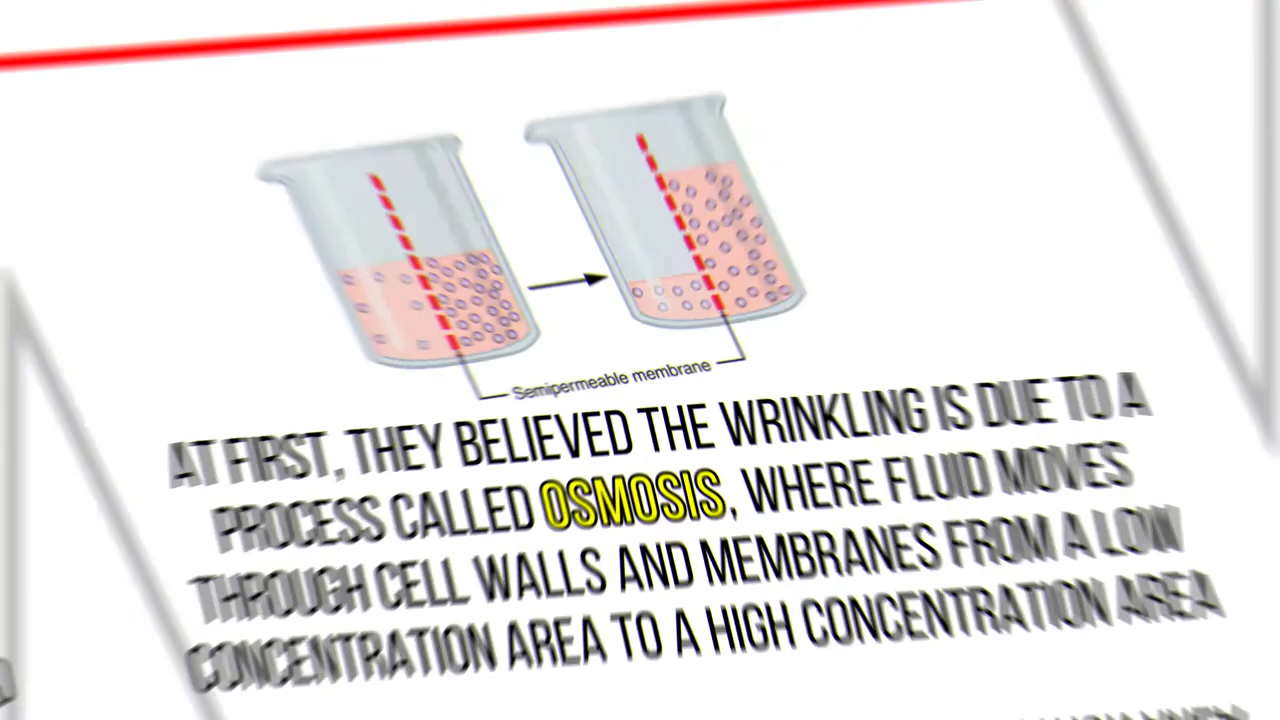 Semipermeable membrane
AT FIRST, THEY BELIEVED THE WRINKLING IS DUE TO A
PROCESS CALLED OSMOSIS, WHERE FLUID MOVES
THROUGH CELL WALLS AND MEMBRANES FROM A LOW
CONCENTRATION AREA TO A HIGH CONCENTRATION AREA